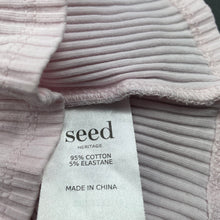 seed
HERITAGE
95% COTTON
5% ELASTANE
MADE IN CHINA